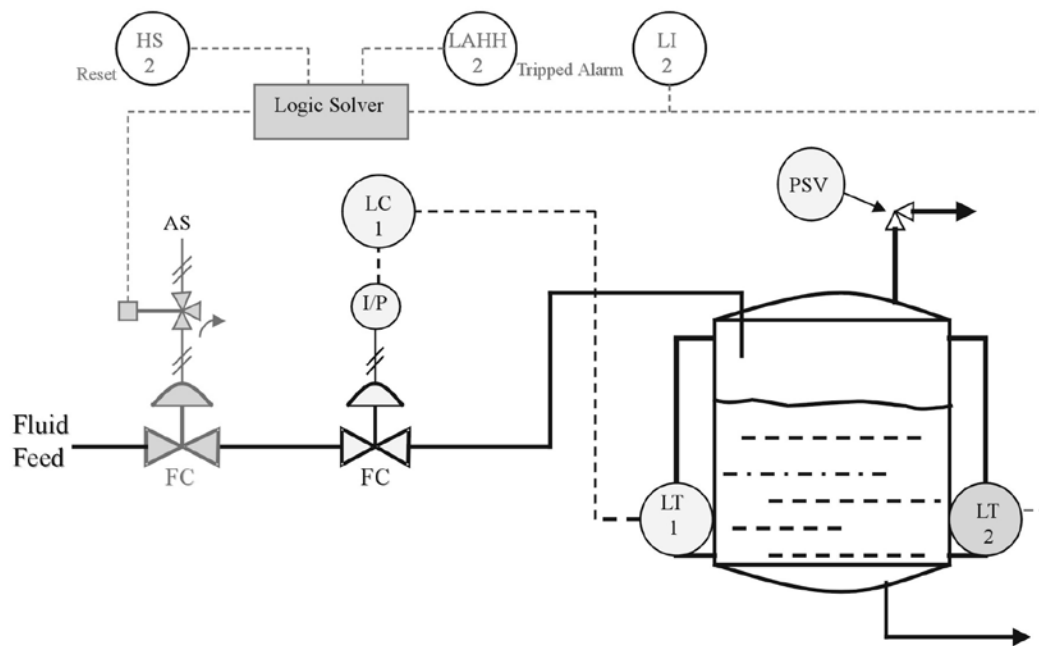 HS
2
Reset
LAHH
2
Tripped Alarm
LI
2
Logic Solver
PSV
LC
1
AS
I/P
Fluid
Feed
FC
FC
LT
1
LT
2